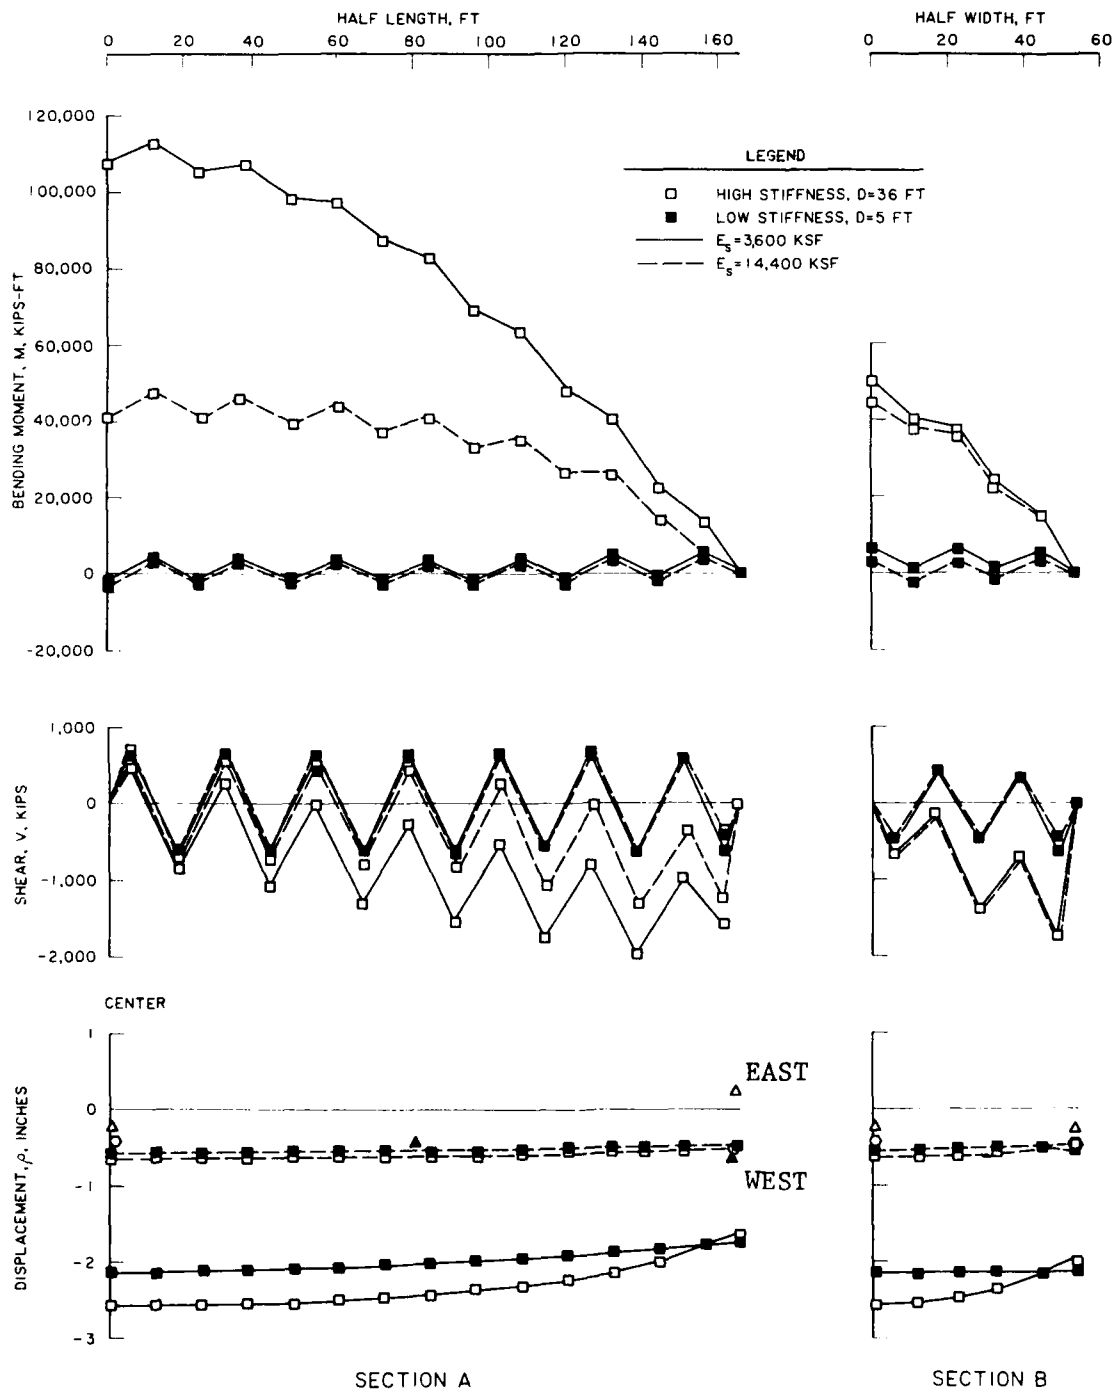 HALF LENGTH, FT
HALF WIDTH, FT
0 20 40 60 80 100 120 140 160
0 20 40 60
BENDING MOMENT, M, KIPS-FT
120,000
100,000
80,000
60,000
40,000
20,000
0
-20,000
LEGEND
HIGH STIFFNESS, D=36 FT
LOW STIFFNESS, D=5 FT
Es=3,600 KSF
Es=14,400 KSF
SHEAR, V, KIPS
1,000
0
-1,000
-2,000
CENTER
DISPLACEMENT, ρ, INCHES
1
0
-1
-2
-3
EAST
WEST
SECTION A
SECTION B